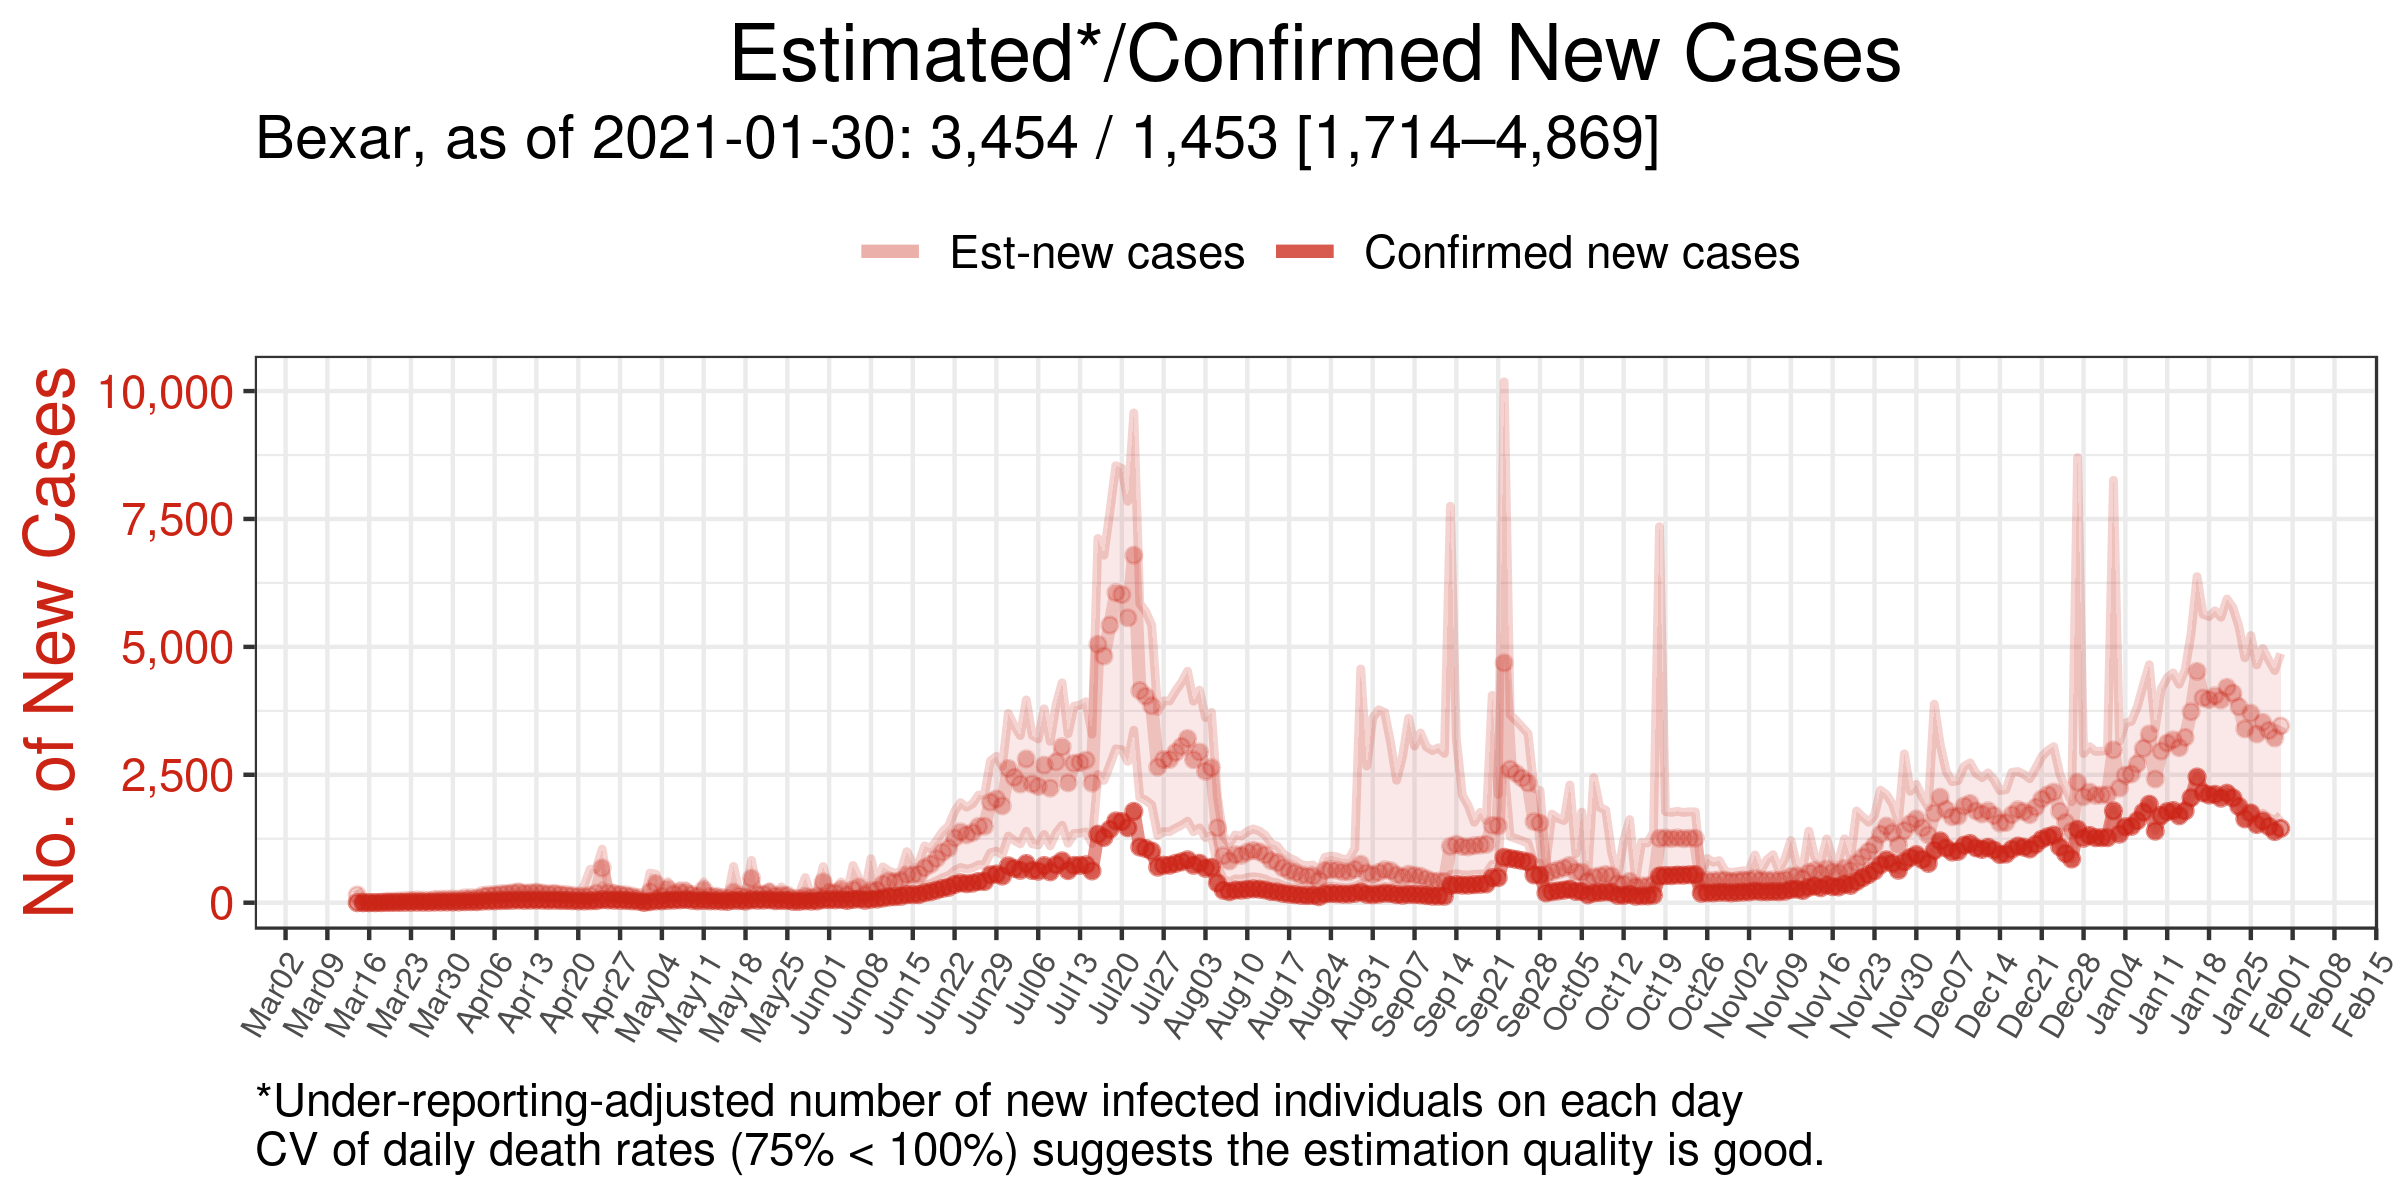 Estimated*/Confirmed New Cases
Bexar, as of 2021-01-30: 3,454 / 1,453 [1,714–4,869]
Est-new cases Confirmed new cases
No. of New Cases
10,000
7,500
5,000
2,500
0
Mar02 Mar09 Mar16 Mar23 Mar30 Apr06 Apr13 Apr20 Apr27 May04 May11 May18 May25 Jun01 Jun08 Jun15 Jun22 Jun29 Jul06 Jul13 Jul20 Jul27 Aug03 Aug10 Aug17 Aug24 Aug31 Sep07 Sep14 Sep21 Sep28 Oct05 Oct12 Oct19 Oct26 Nov02 Nov09 Nov16 Nov23 Nov30 Dec07 Dec14 Dec21 Dec28 Jan04 Jan11 Jan18 Jan25 Feb01 Feb08 Feb15
*Under-reporting-adjusted number of new infected individuals on each day
CV of daily death rates (75% < 100%) suggests the estimation quality is good.